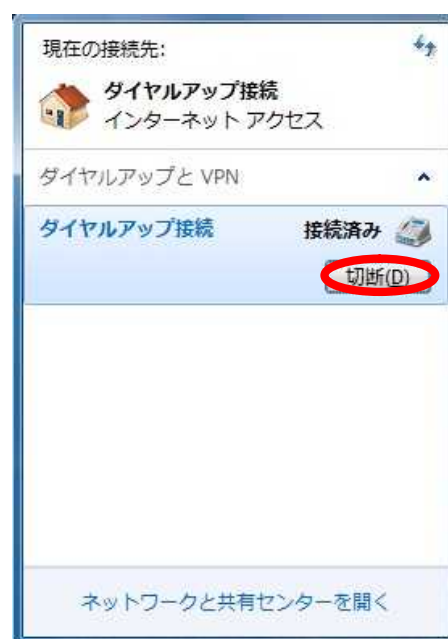 現在の接続先:
ダイヤルアップ接続
インターネット アクセス
ダイヤルアップと VPN
ダイヤルアップ接続 接続済み
切断(D)
ネットワークと共有センターを開く